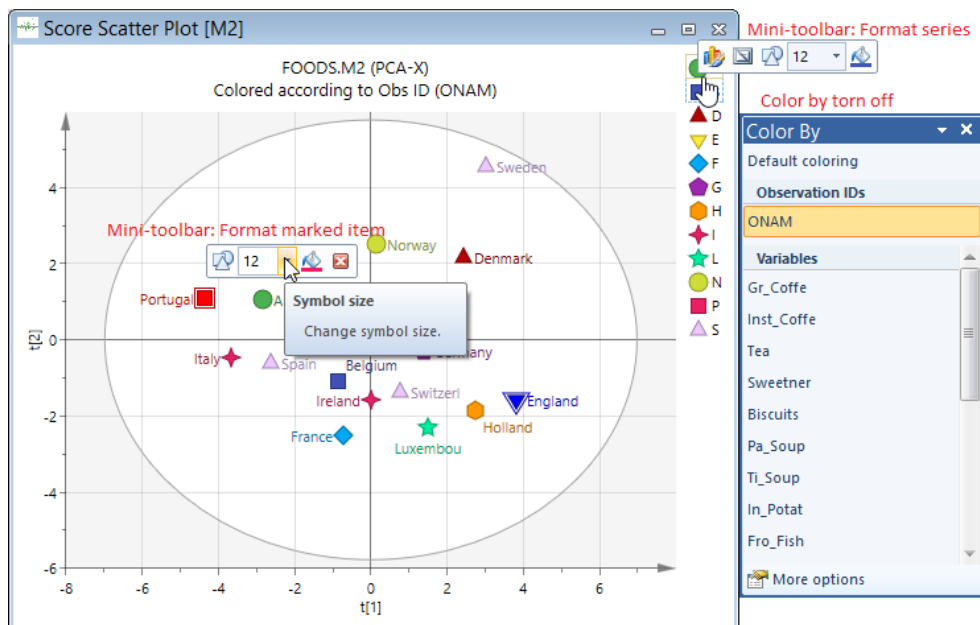 Score Scatter Plot [M2]
Mini-toolbar: Format series
12
FOODS.M2 (PCA-X)
Colored according to Obs ID (ONAM)
Color by torn off
D
E
F
G
H
I
L
N
P
S
Color By
Default coloring
Observation IDs
ONAM
Variables
Gr_Coffe
Inst_Coffe
Tea
Sweetner
Biscuits
Pa_Soup
Ti_Soup
In_Potat
Fro_Fish
More options
Sweden
Mini-toolbar: Format marked item
12
Norway
Denmark
Portugal
A
Symbol size
Change symbol size.
Italy
Spain
Belgium
Switzerl
Ireland
England
Holland
France
Luxembou
t[2]
4
2
0
-2
-4
-6
-8
-6
-4
-2
0
2
4
6
t[1]